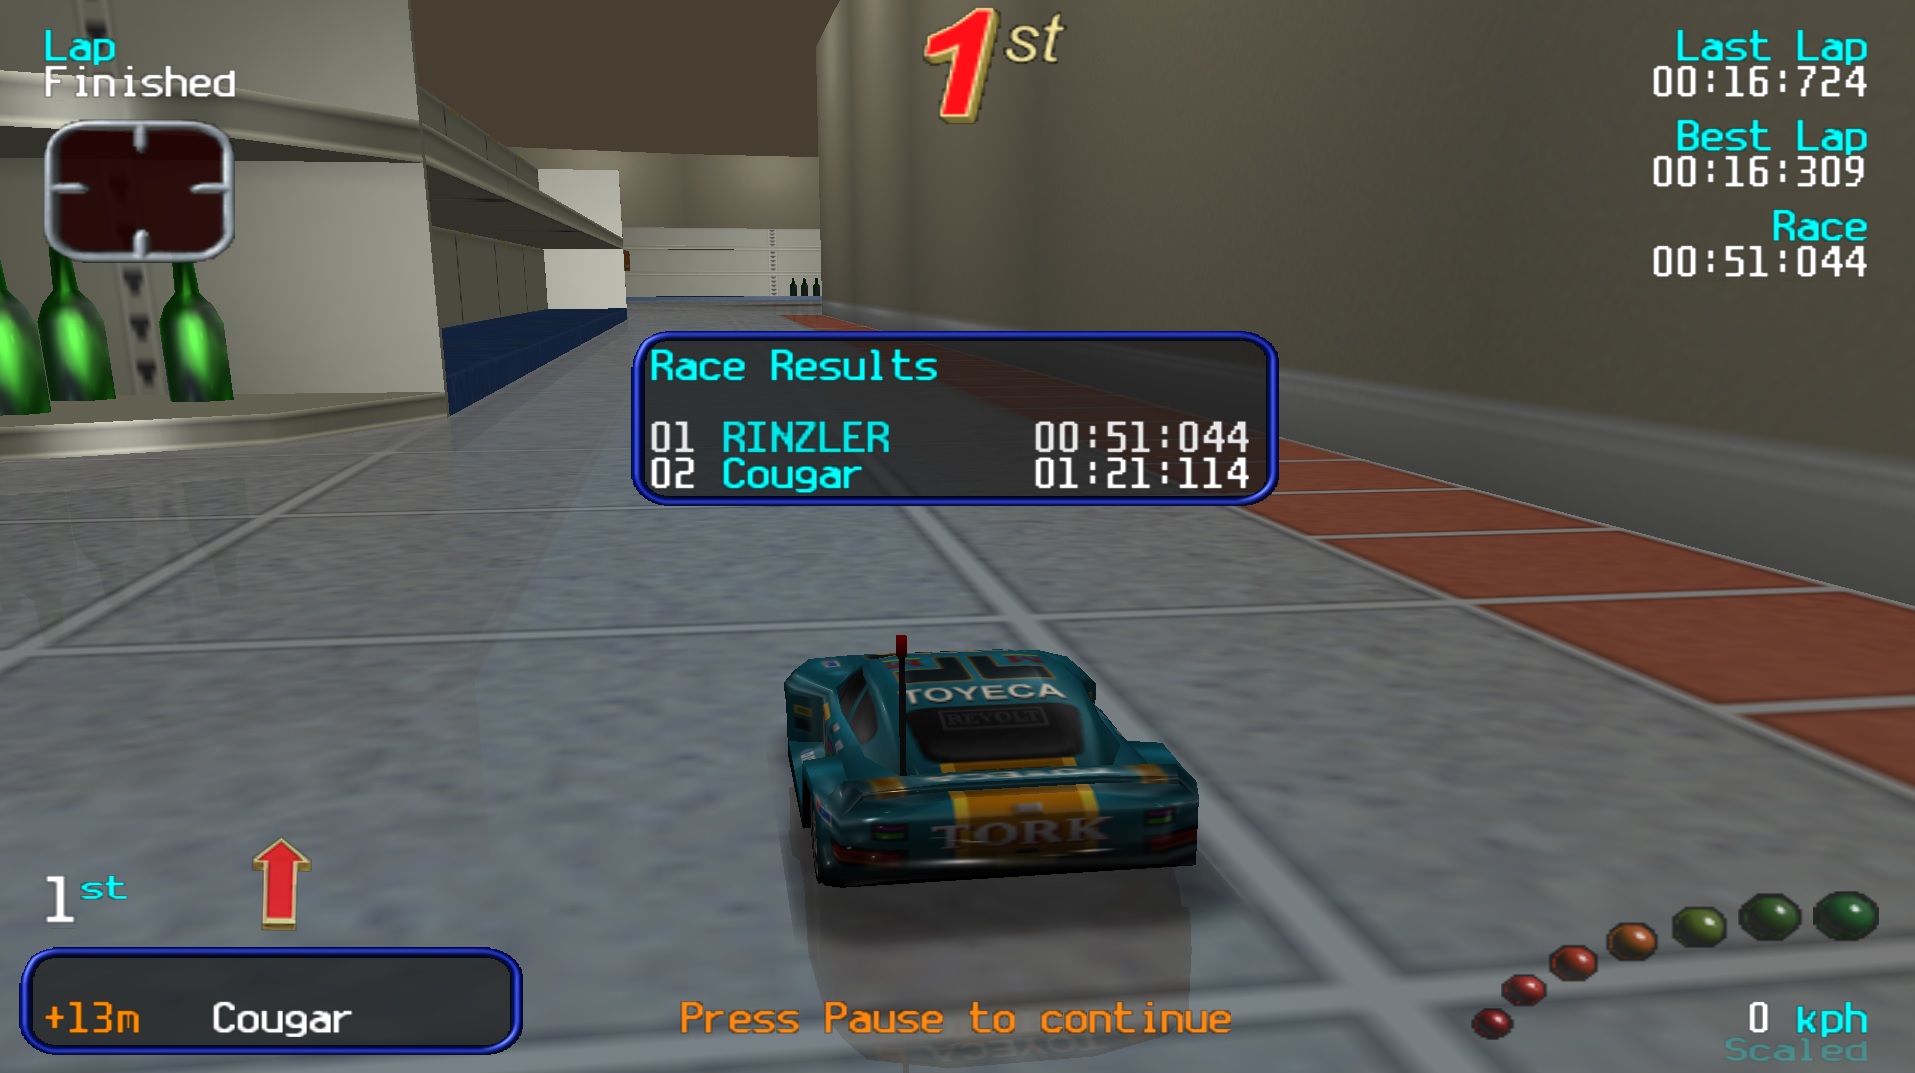 Lap
Finished
1st
Last Lap
00:16:724
Best Lap
00:16:309
Race
00:51:044
Race Results
01 RINZLER 00:51:044
02 Cougar 01:21:114
TOYECA
REVOLT
TORK
1st
+13m Cougar
Press Pause to continue
0 kph
Scaled
TOYECA